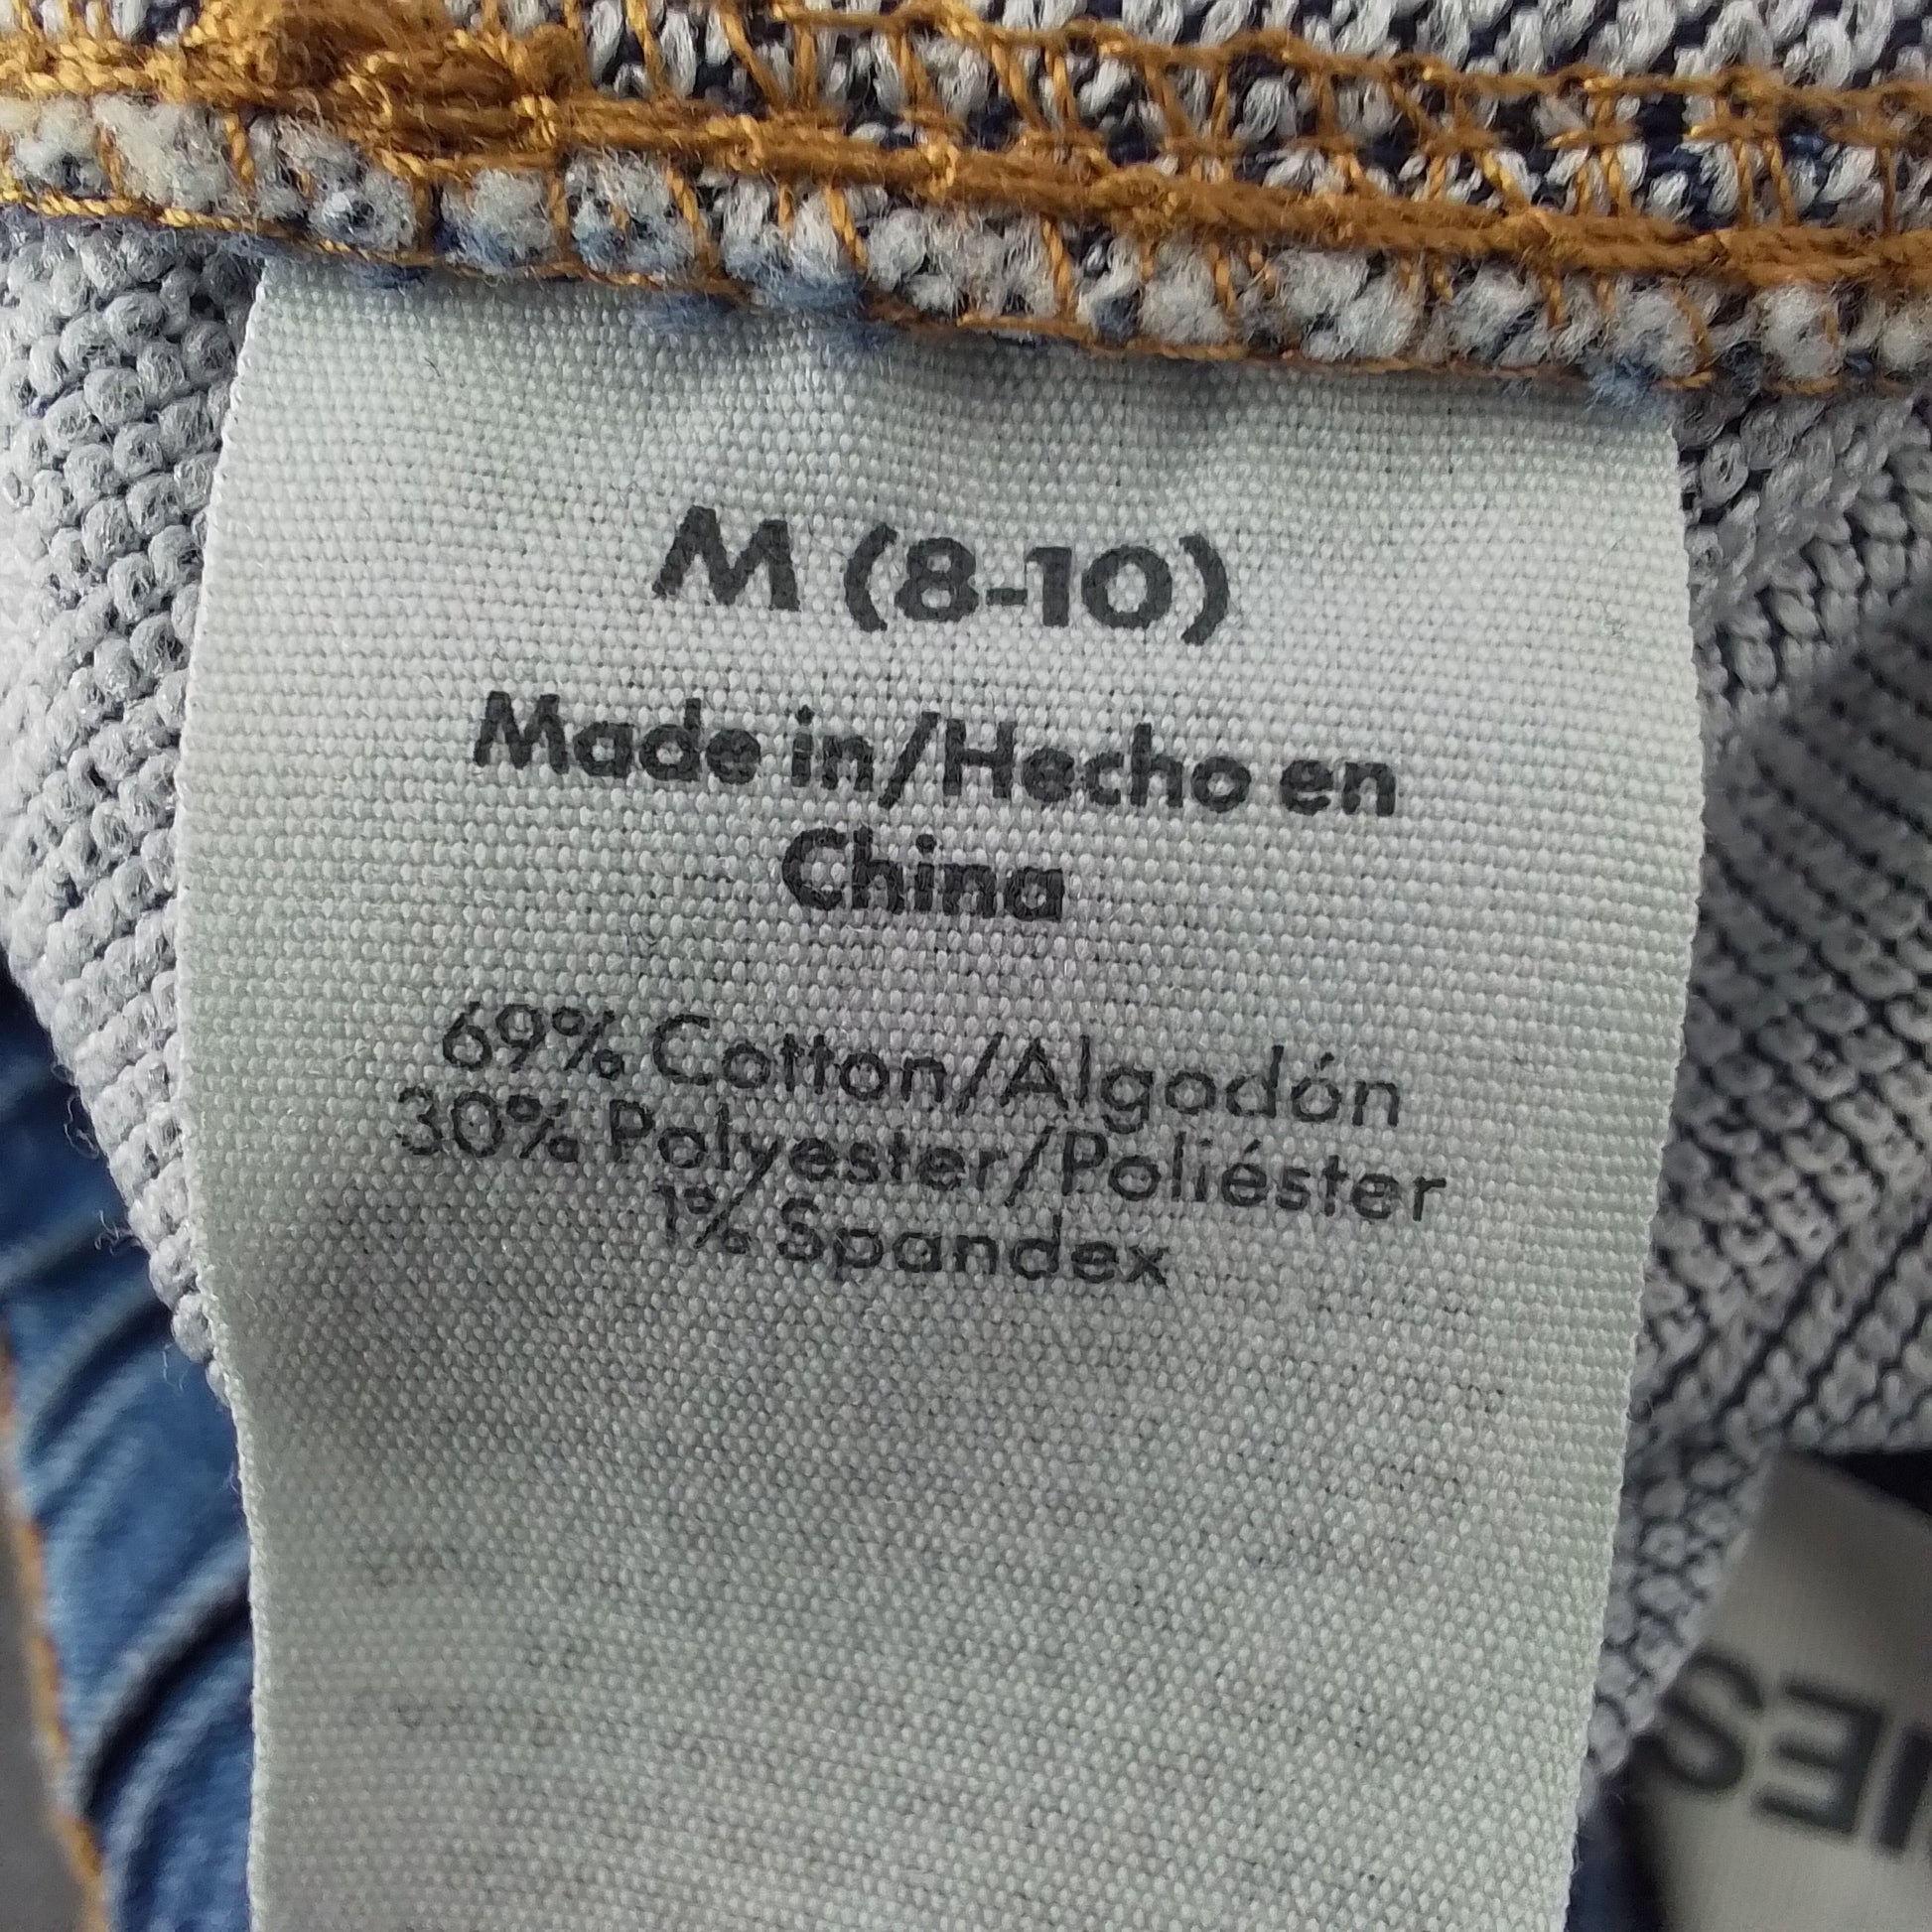 M (8-10)
Made in/Hecho en
China
69% Cotton/Algodón
30% Polyester/Poliéster
1% Spandex